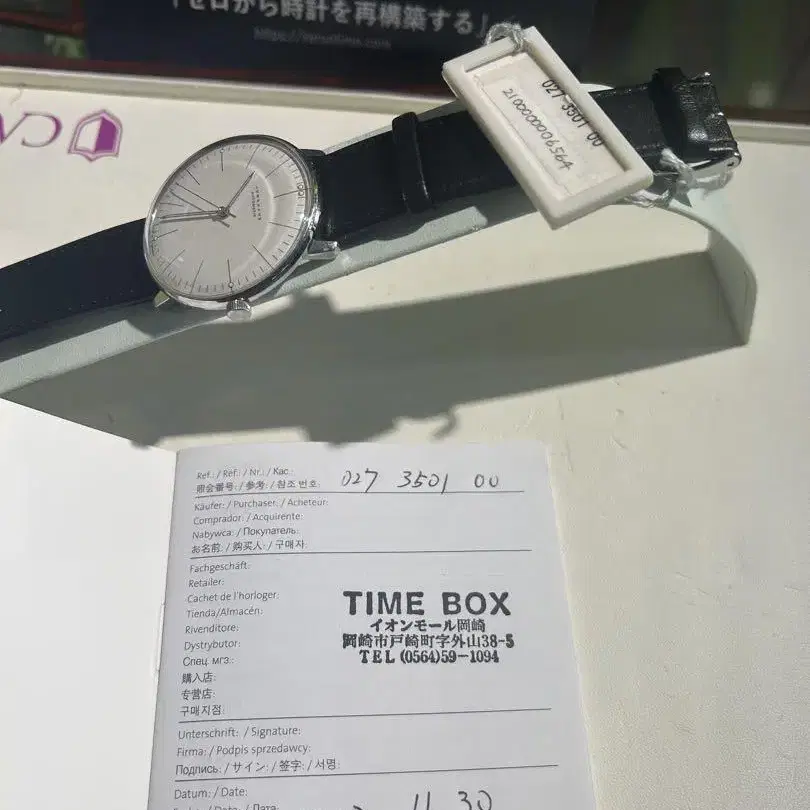 「ゼロから時計を再構築する」
CA
JUNGHANS
027-3501 00
2100000006564
Ref.: / Réf.: / Nr.: / Кас.:
照会番号: / 参考: / 참조 번호: 027 3501 00
Käufer: / Purchaser: / Acheteur:
Comprador: / Acquirente:
Nabywca: / Покупатель:
お名前: / 购买人: / 구매자:
Fachgeschäft:
Retailer:
Cachet de l'horloger:
Tienda/Almacén:
Rivenditore:
Dystrybutor:
Спец. мгз.:
購入店:
专营店:
구매지점:
TIME BOX
イオンモール岡崎
岡崎市戸崎町字外山38-5
TEL (0564)59-1094
Unterschrift: / Signature:
Firma: / Podpis sprzedawcy:
Подпись: / サイン: / 签字: / 서명:
Datum: / Date:
11 30